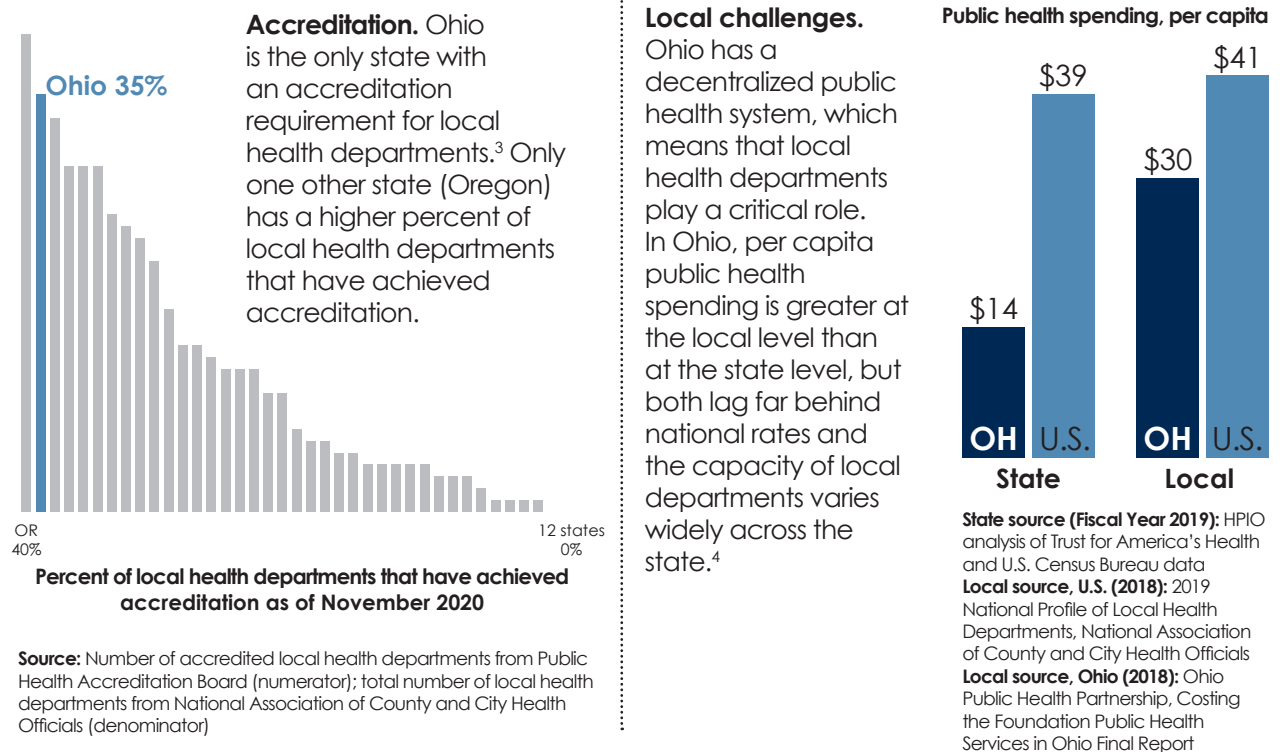 Accreditation. Ohio
is the only state with
an accreditation
requirement for local
health departments.3 Only
one other state (Oregon)
has a higher percent of
local health departments
that have achieved
accreditation.
Ohio 35%
OR
40%
12 states
0%
Percent of local health departments that have achieved
accreditation as of November 2020
Source: Number of accredited local health departments from Public
Health Accreditation Board (numerator); total number of local health
departments from National Association of County and City Health
Officials (denominator)
Local challenges.
Ohio has a
decentralized public
health system, which
means that local
health departments
play a critical role.
In Ohio, per capita
public health
spending is greater at
the local level than
at the state level, but
both lag far behind
national rates and
the capacity of local
departments varies
widely across the
state.4
Public health spending, per capita
$14
$39
$30
$41
OH U.S.
OH U.S.
State
Local
State source (Fiscal Year 2019): HPIO
analysis of Trust for America's Health
and U.S. Census Bureau data
Local source, U.S. (2018): 2019
National Profile of Local Health
Departments, National Association
of County and City Health Officials
Local source, Ohio (2018): Ohio
Public Health Partnership, Costing
the Foundation Public Health
Services in Ohio Final Report